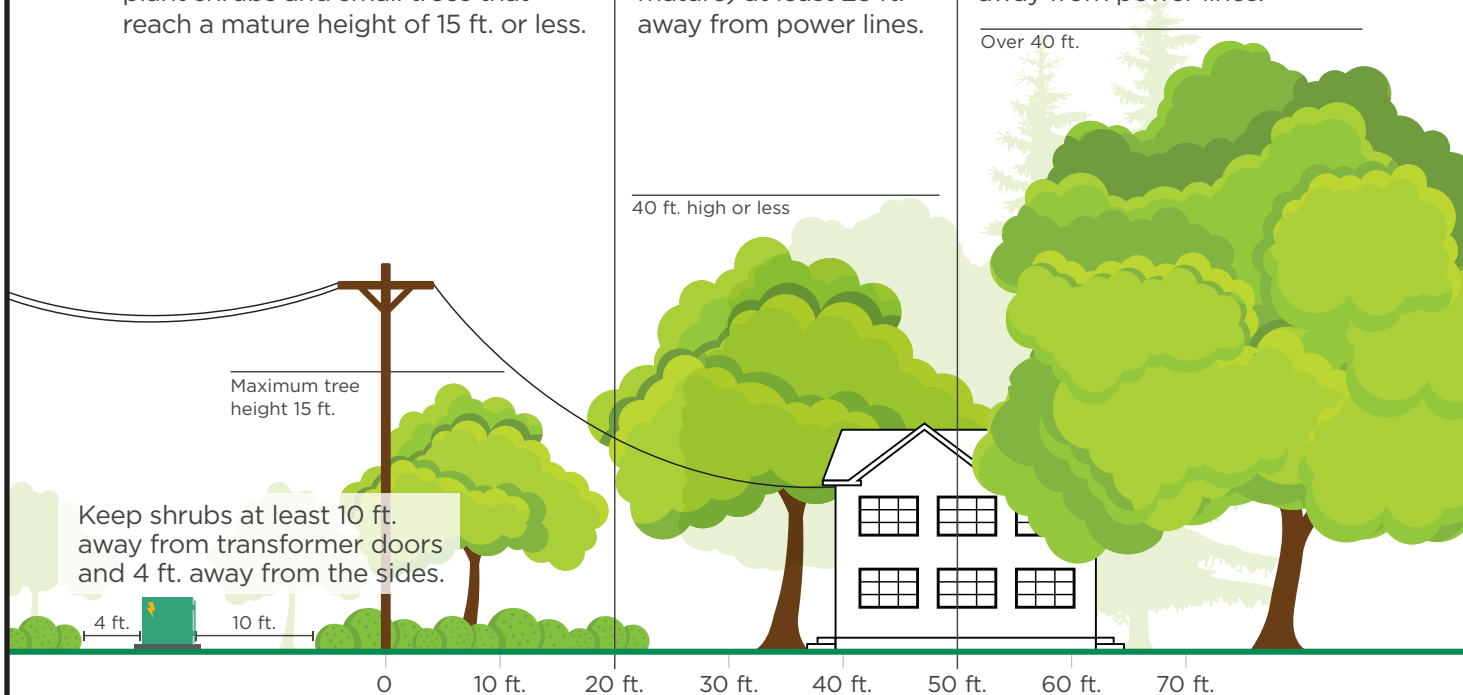 reach a mature height of 15 ft. or less.
away from power lines.
Over 40 ft.
40 ft. high or less
Maximum tree
height 15 ft.
Keep shrubs at least 10 ft.
away from transformer doors
and 4 ft. away from the sides.
4 ft.
10 ft.
0
10 ft.
20 ft.
30 ft.
40 ft.
50 ft.
60 ft.
70 ft.